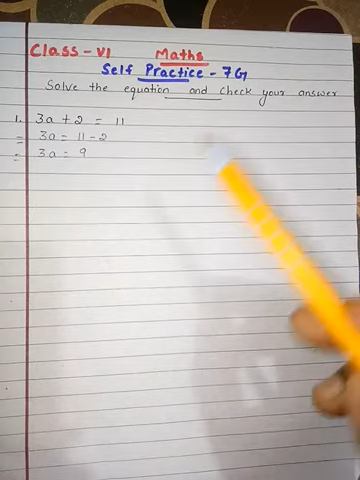 Class - VI Maths
Self Practice - 7G
Solve the equation and check your answer
1. 3a + 2 = 11
= 3a = 11 - 2
= 3a = 9